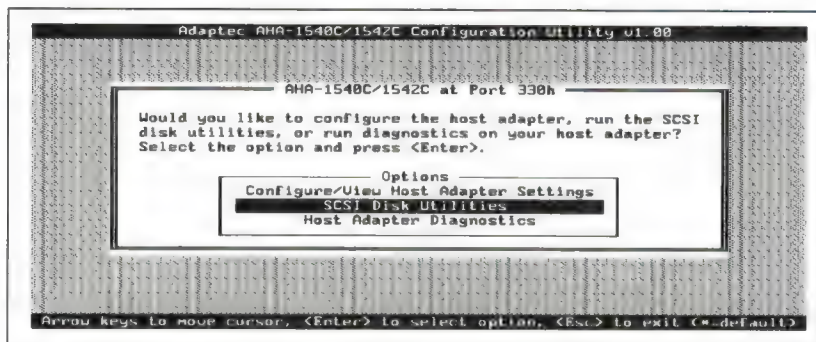 Adaptec AHA-1540C/1542C Configuration Utility v1.00
AHA-1540C/1542C at Port 330h
Would you like to configure the host adapter, run the SCSI
disk utilities, or run diagnostics on your host adapter?
Select the option and press <Enter>.
Options
Configure/View Host Adapter Settings
SCSI Disk Utilities
Host Adapter Diagnostics
Arrow keys to move cursor, <Enter> to select option, <Esc> to exit (*=default)